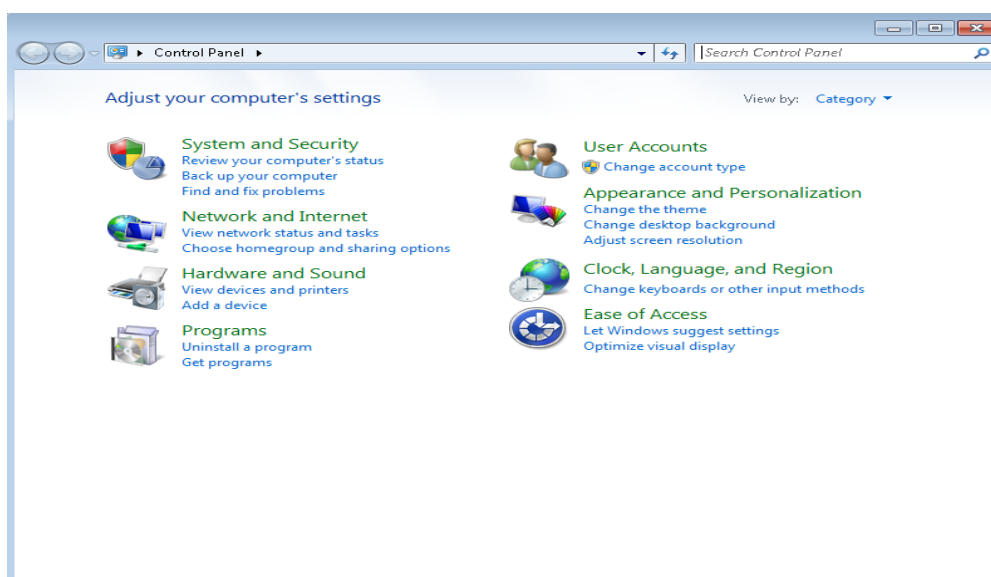 Control Panel
Search Control Panel
Adjust your computer's settings
View by: Category
System and Security
Review your computer's status
Back up your computer
Find and fix problems
Network and Internet
View network status and tasks
Choose homegroup and sharing options
Hardware and Sound
View devices and printers
Add a device
Programs
Uninstall a program
Get programs
User Accounts
Change account type
Appearance and Personalization
Change the theme
Change desktop background
Adjust screen resolution
Clock, Language, and Region
Change keyboards or other input methods
Ease of Access
Let Windows suggest settings
Optimize visual display